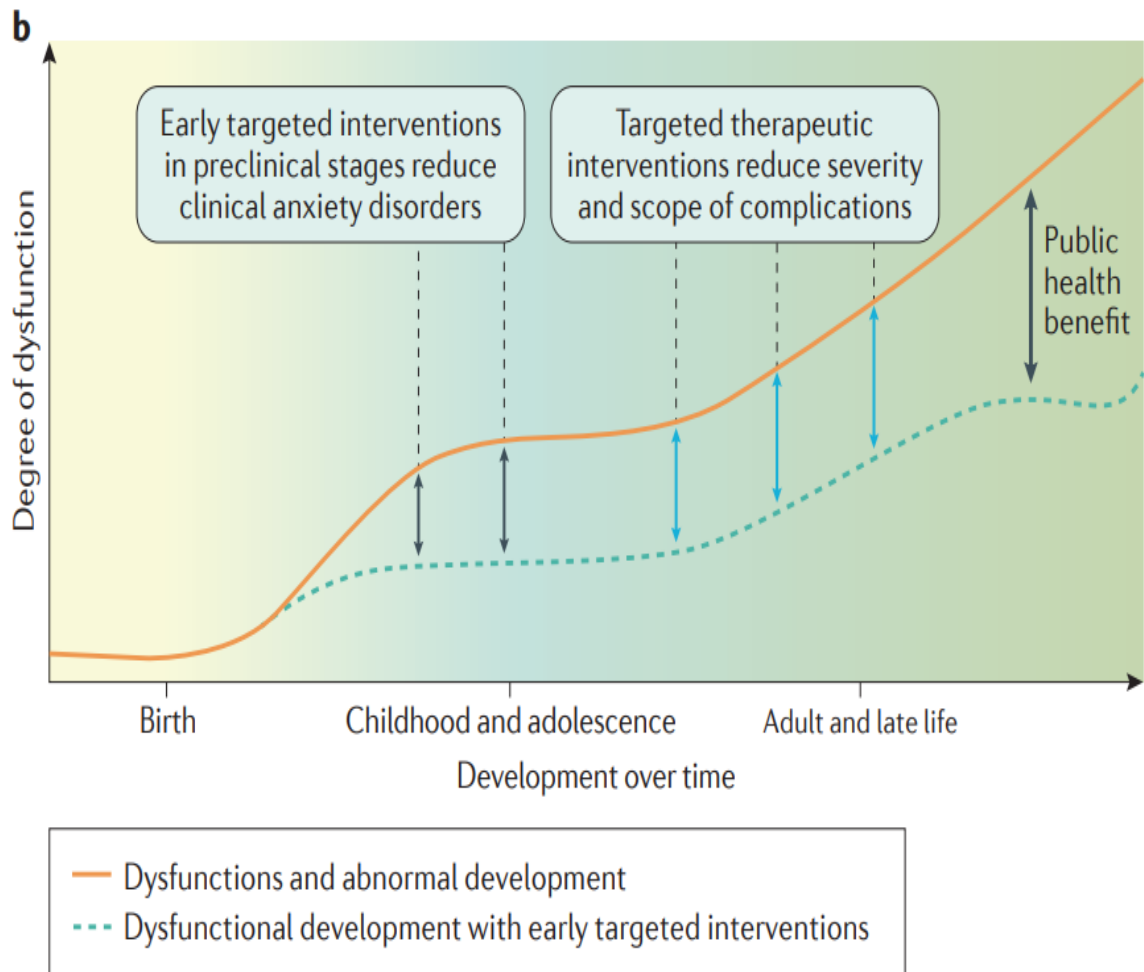 b
Early targeted interventions
in preclinical stages reduce
clinical anxiety disorders
Targeted therapeutic
interventions reduce severity
and scope of complications
Public
health
benefit
Degree of dysfunction
Birth
Childhood and adolescence
Adult and late life
Development over time
Dysfunctions and abnormal development
Dysfunctional development with early targeted interventions